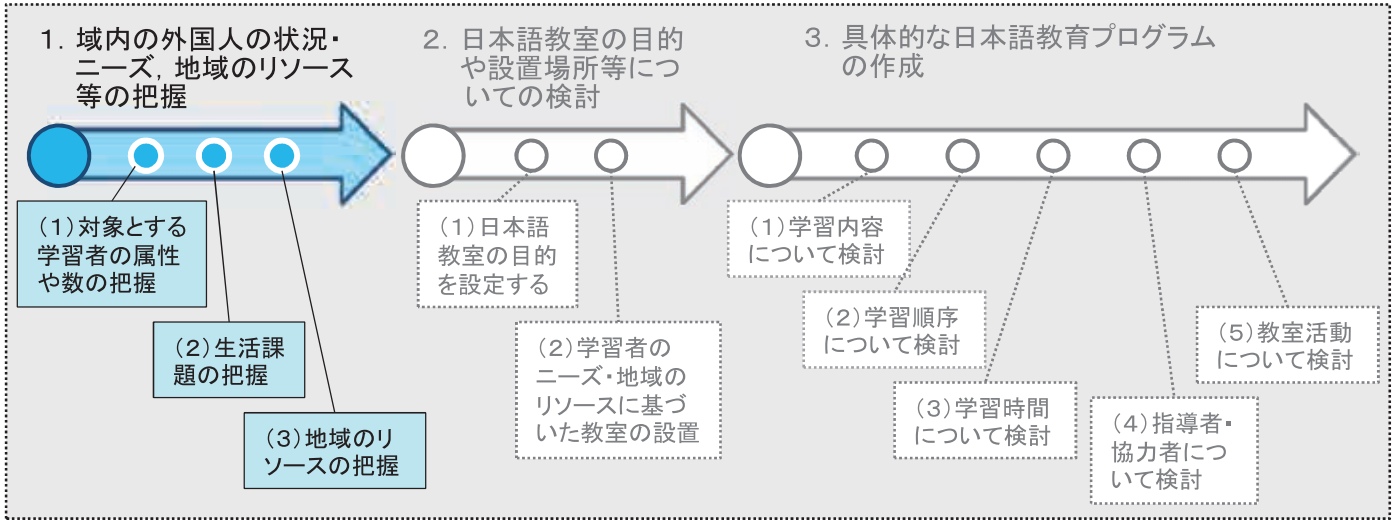 1．域内の外国人の状況・
ニーズ，地域のリソース
等の把握
（1）対象とする
学習者の属性
や数の把握
（2）生活課
題の把握
（3）地域のリ
ソースの把握
2．日本語教室の目的
や設置場所等につ
いての検討
（1）日本語
教室の目的
を設定する
（2）学習者の
ニーズ・地域の
リソースに基づ
いた教室の設置
3．具体的な日本語教育プログラム
の作成
（1）学習内容
について検討
（2）学習順序
について検討
（3）学習時間
について検討
（4）指導者・
協力者につ
いて検討
（5）教室活動
について検討